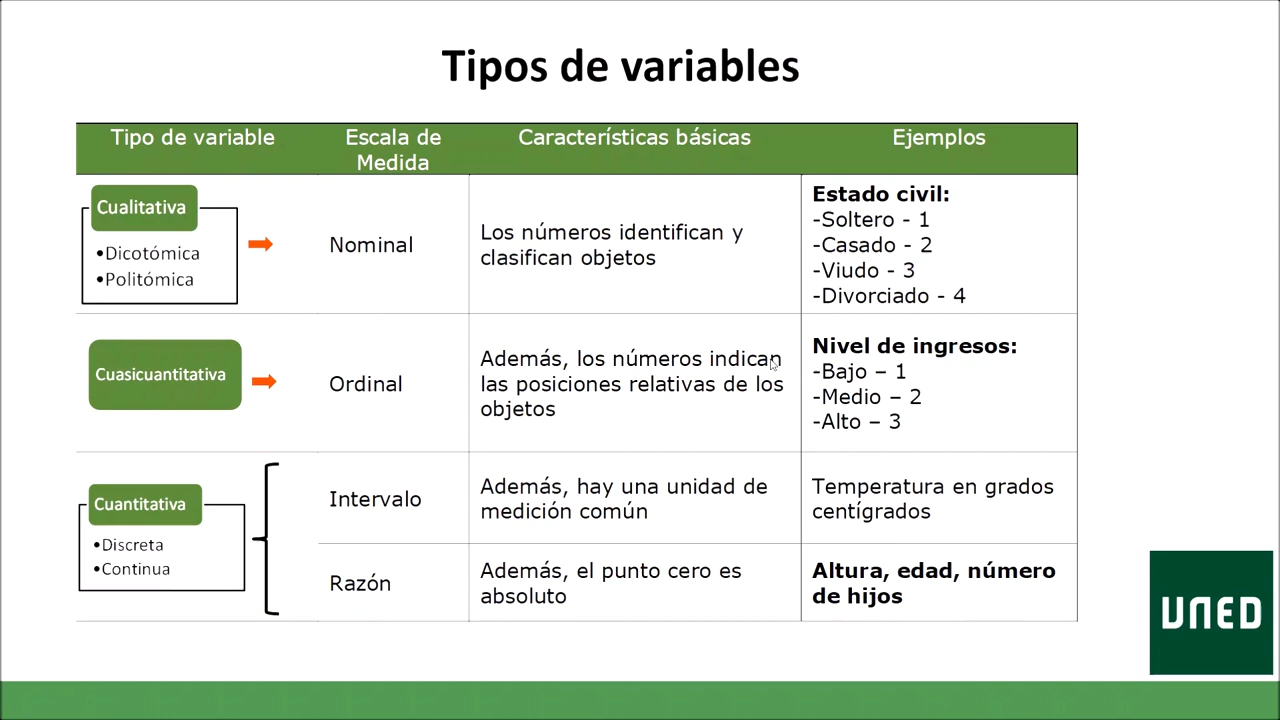 Tipos de variables
Tipo de variable
Escala de
Medida
Características básicas
Ejemplos
Cualitativa
•Dicotómica
•Politómica
Nominal
Los números identifican y
clasifican objetos
Estado civil:
-Soltero - 1
-Casado - 2
-Viudo - 3
-Divorciado - 4
Cuasicuantitativa
Ordinal
Además, los números indican
las posiciones relativas de los
objetos
Nivel de ingresos:
-Bajo – 1
-Medio – 2
-Alto – 3
Cuantitativa
•Discreta
•Continua
Intervalo
Además, hay una unidad de
medición común
Temperatura en grados
centígrados
Razón
Además, el punto cero es
absoluto
Altura, edad, número
de hijos
UNED